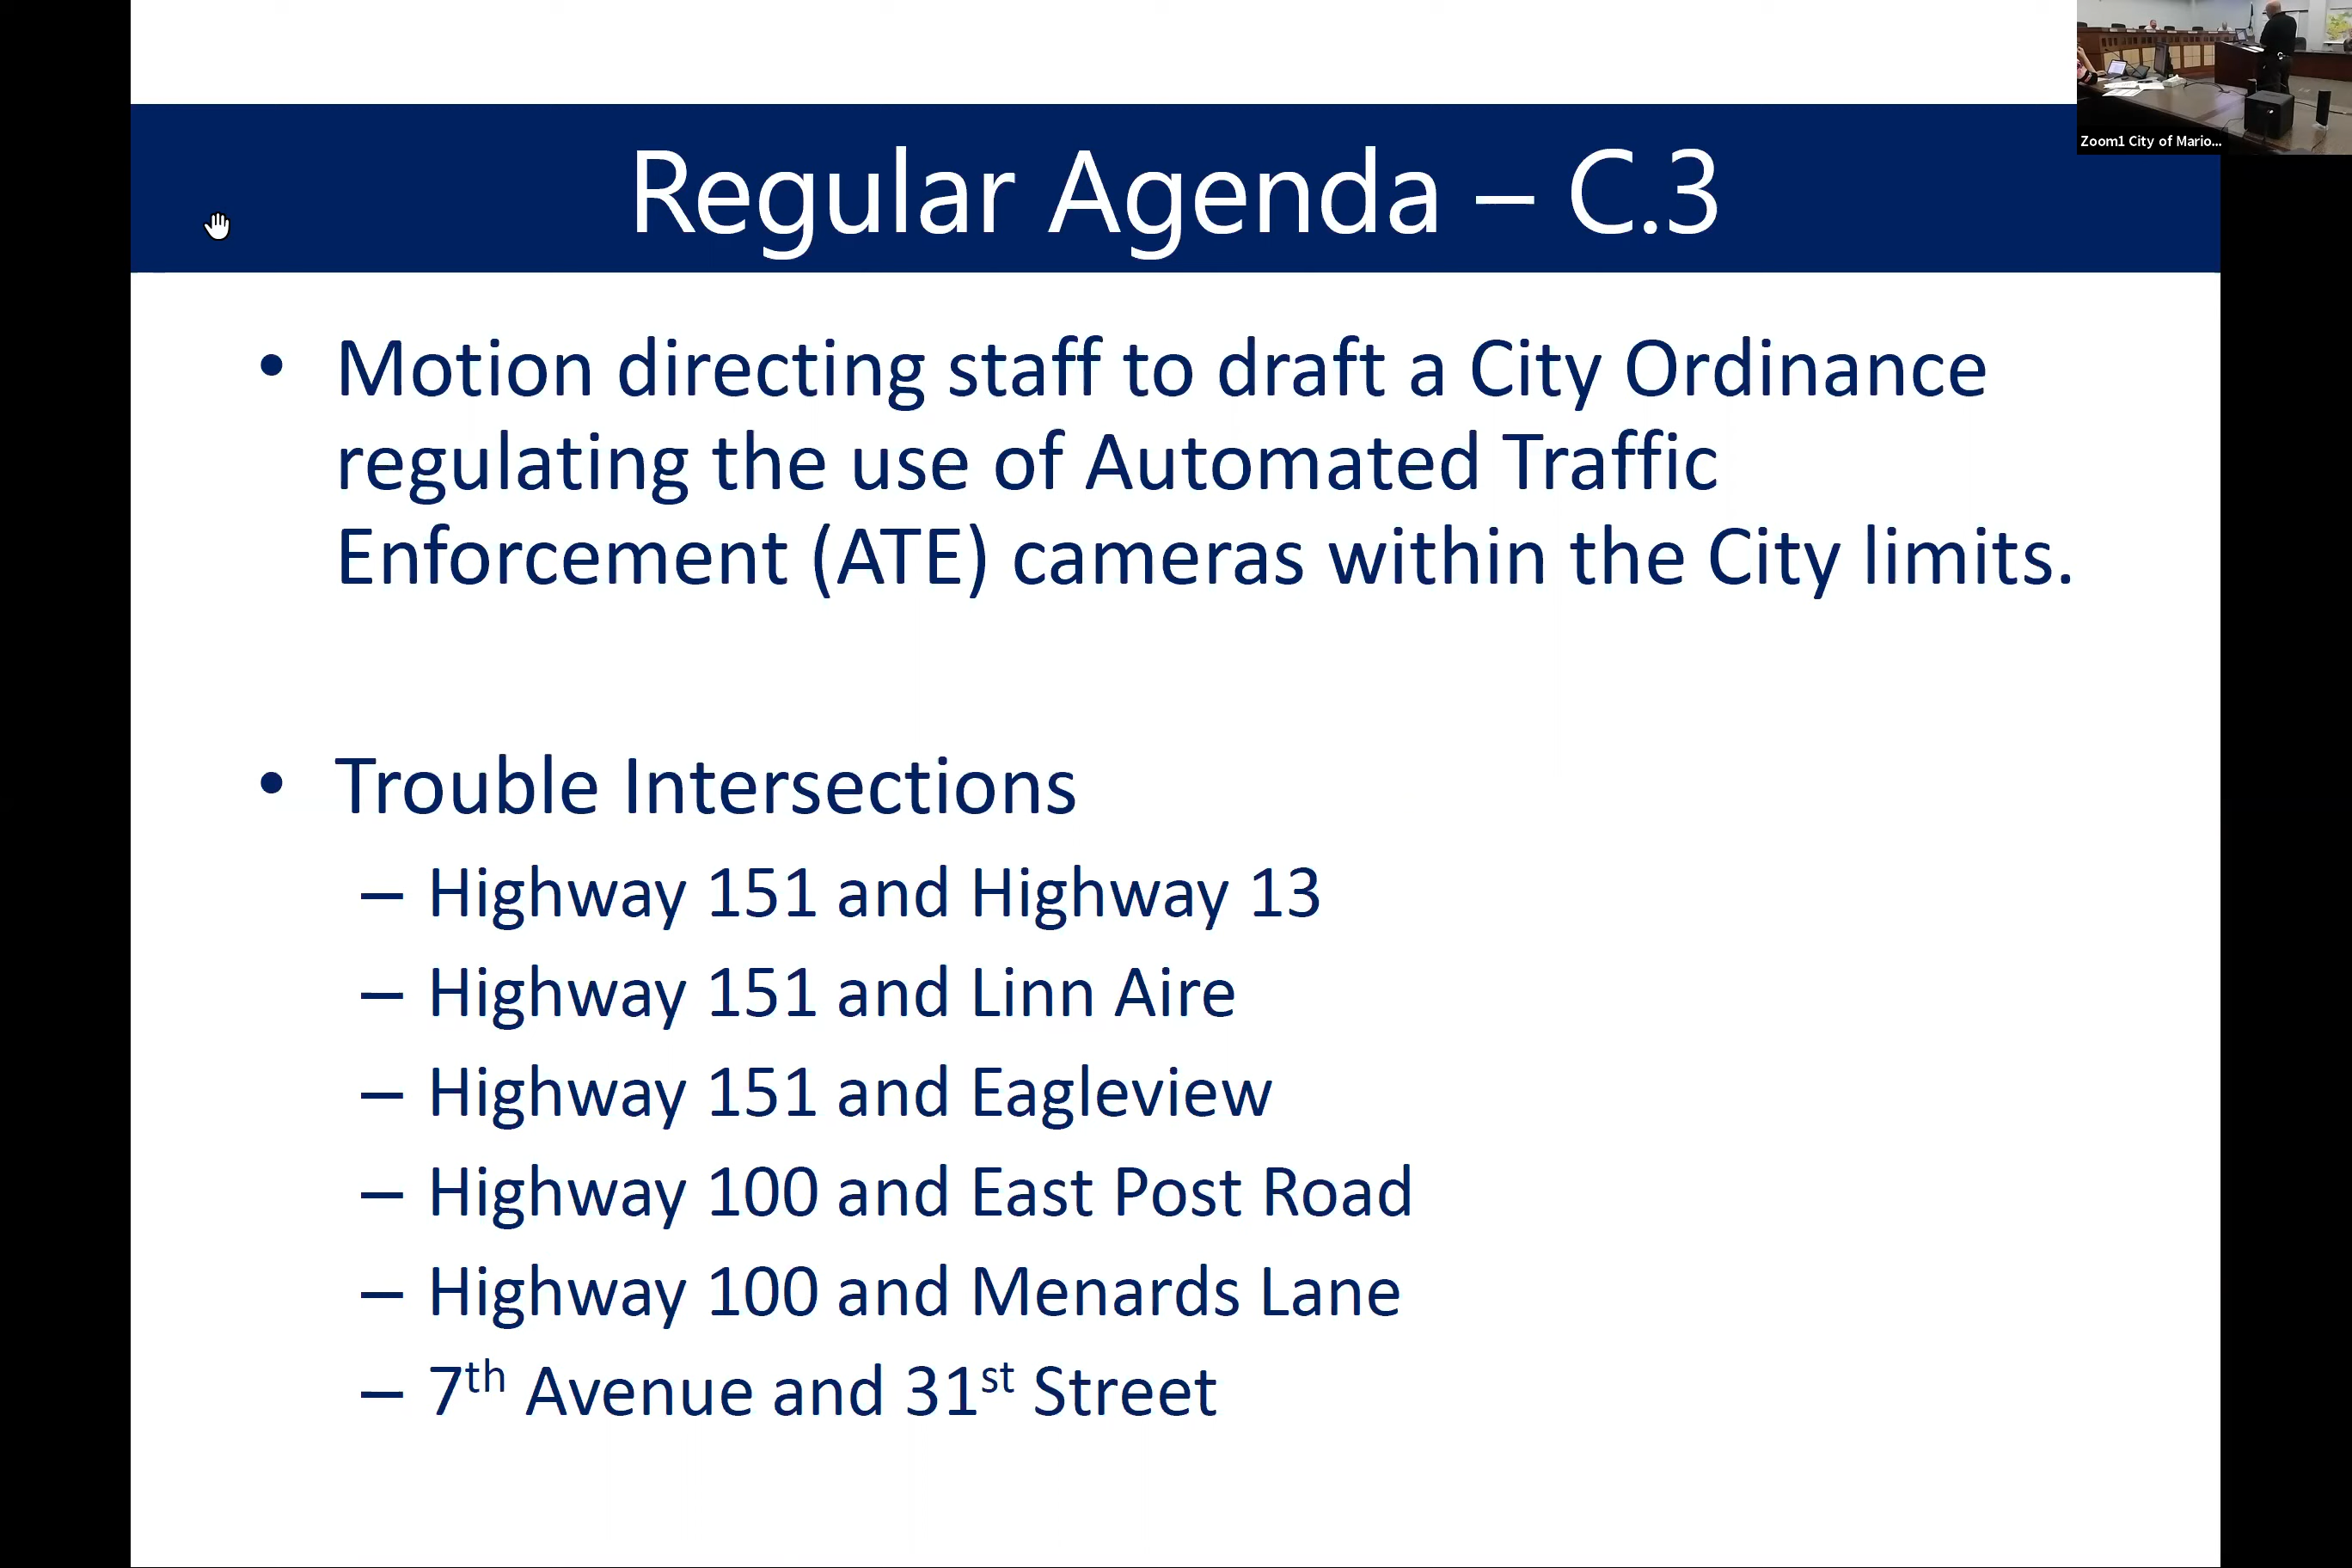 Regular Agenda – C.3
Zoom1 City of Mario...
• Motion directing staff to draft a City Ordinance
regulating the use of Automated Traffic
Enforcement (ATE) cameras within the City limits.
• Trouble Intersections
– Highway 151 and Highway 13
– Highway 151 and Linn Aire
– Highway 151 and Eagleview
– Highway 100 and East Post Road
– Highway 100 and Menards Lane
– 7th Avenue and 31st Street